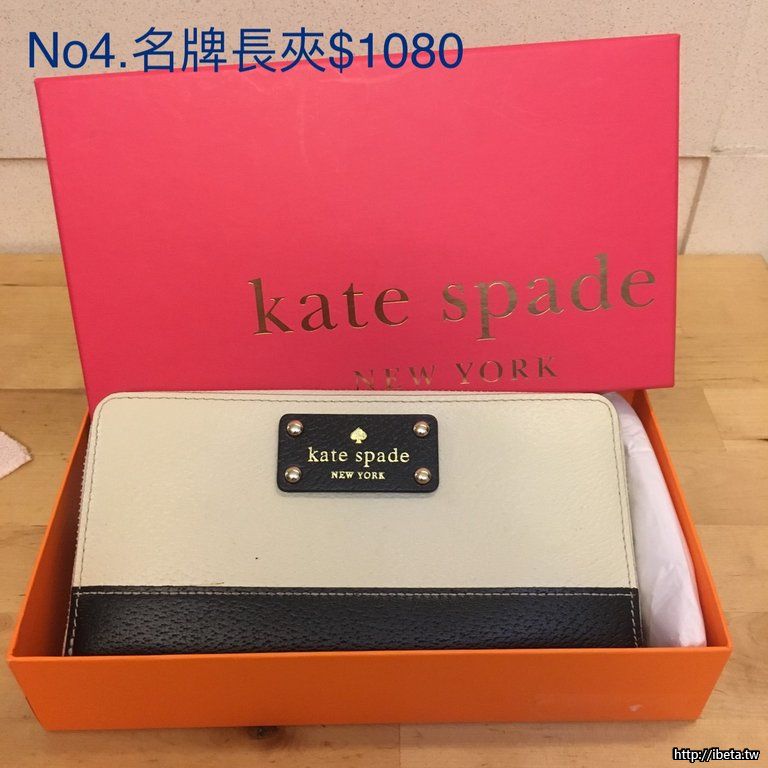 No4.名牌長夾$1080
kate spade
NEW YORK
kate spade
NEW YORK
http://ibeta.tw